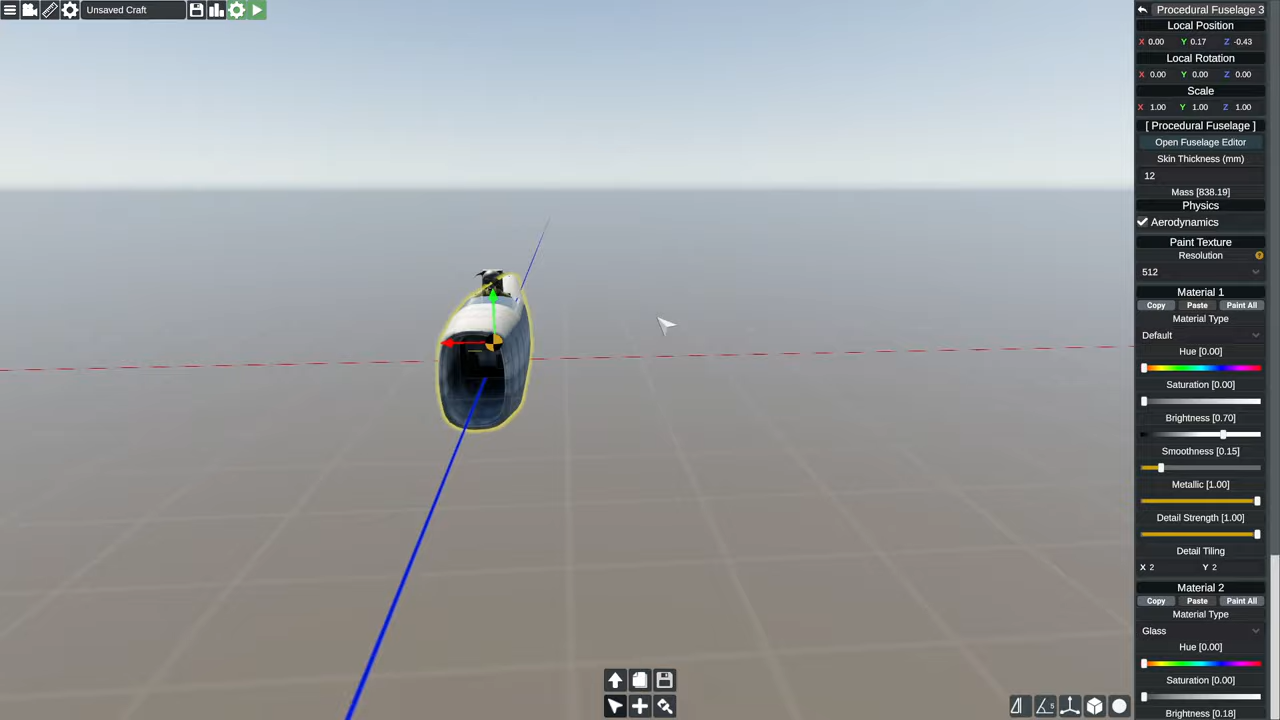 Unsaved Craft
Procedural Fuselage 3
Local Position
X 0.00 Y 0.17 Z -0.43
Local Rotation
X 0.00 Y 0.00 Z 0.00
Scale
X 1.00 Y 1.00 Z 1.00
[ Procedural Fuselage ]
Open Fuselage Editor
Skin Thickness (mm)
12
Mass [838.19]
Physics
Aerodynamics
Paint Texture
Resolution
?
512
Material 1
Copy Paste Paint All
Material Type
Default
Hue [0.00]
Saturation [0.00]
Brightness [0.70]
Smoothness [0.15]
Metallic [1.00]
Detail Strength [1.00]
Detail Tiling
X 2 Y 2
Material 2
Copy Paste Paint All
Material Type
Glass
Hue [0.00]
Saturation [0.00]
Brightness [0.18]
5